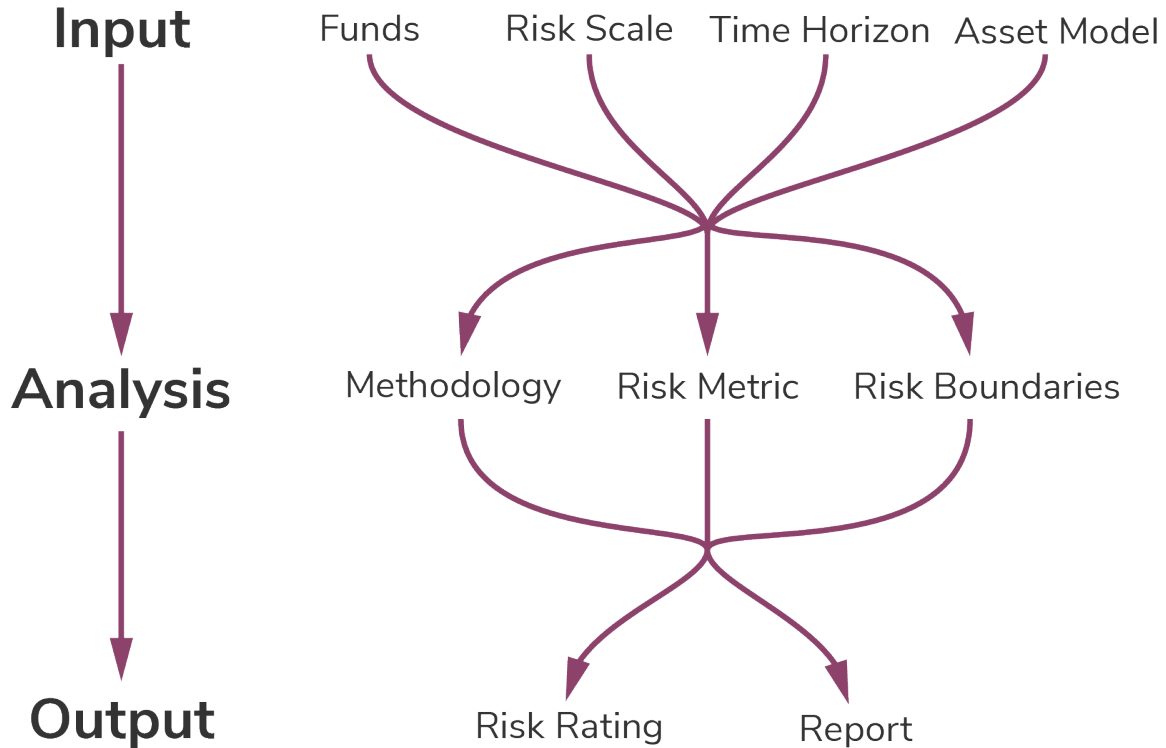 Input
Funds
Risk Scale
Time Horizon
Asset Model
Analysis
Methodology
Risk Metric
Risk Boundaries
Output
Risk Rating
Report